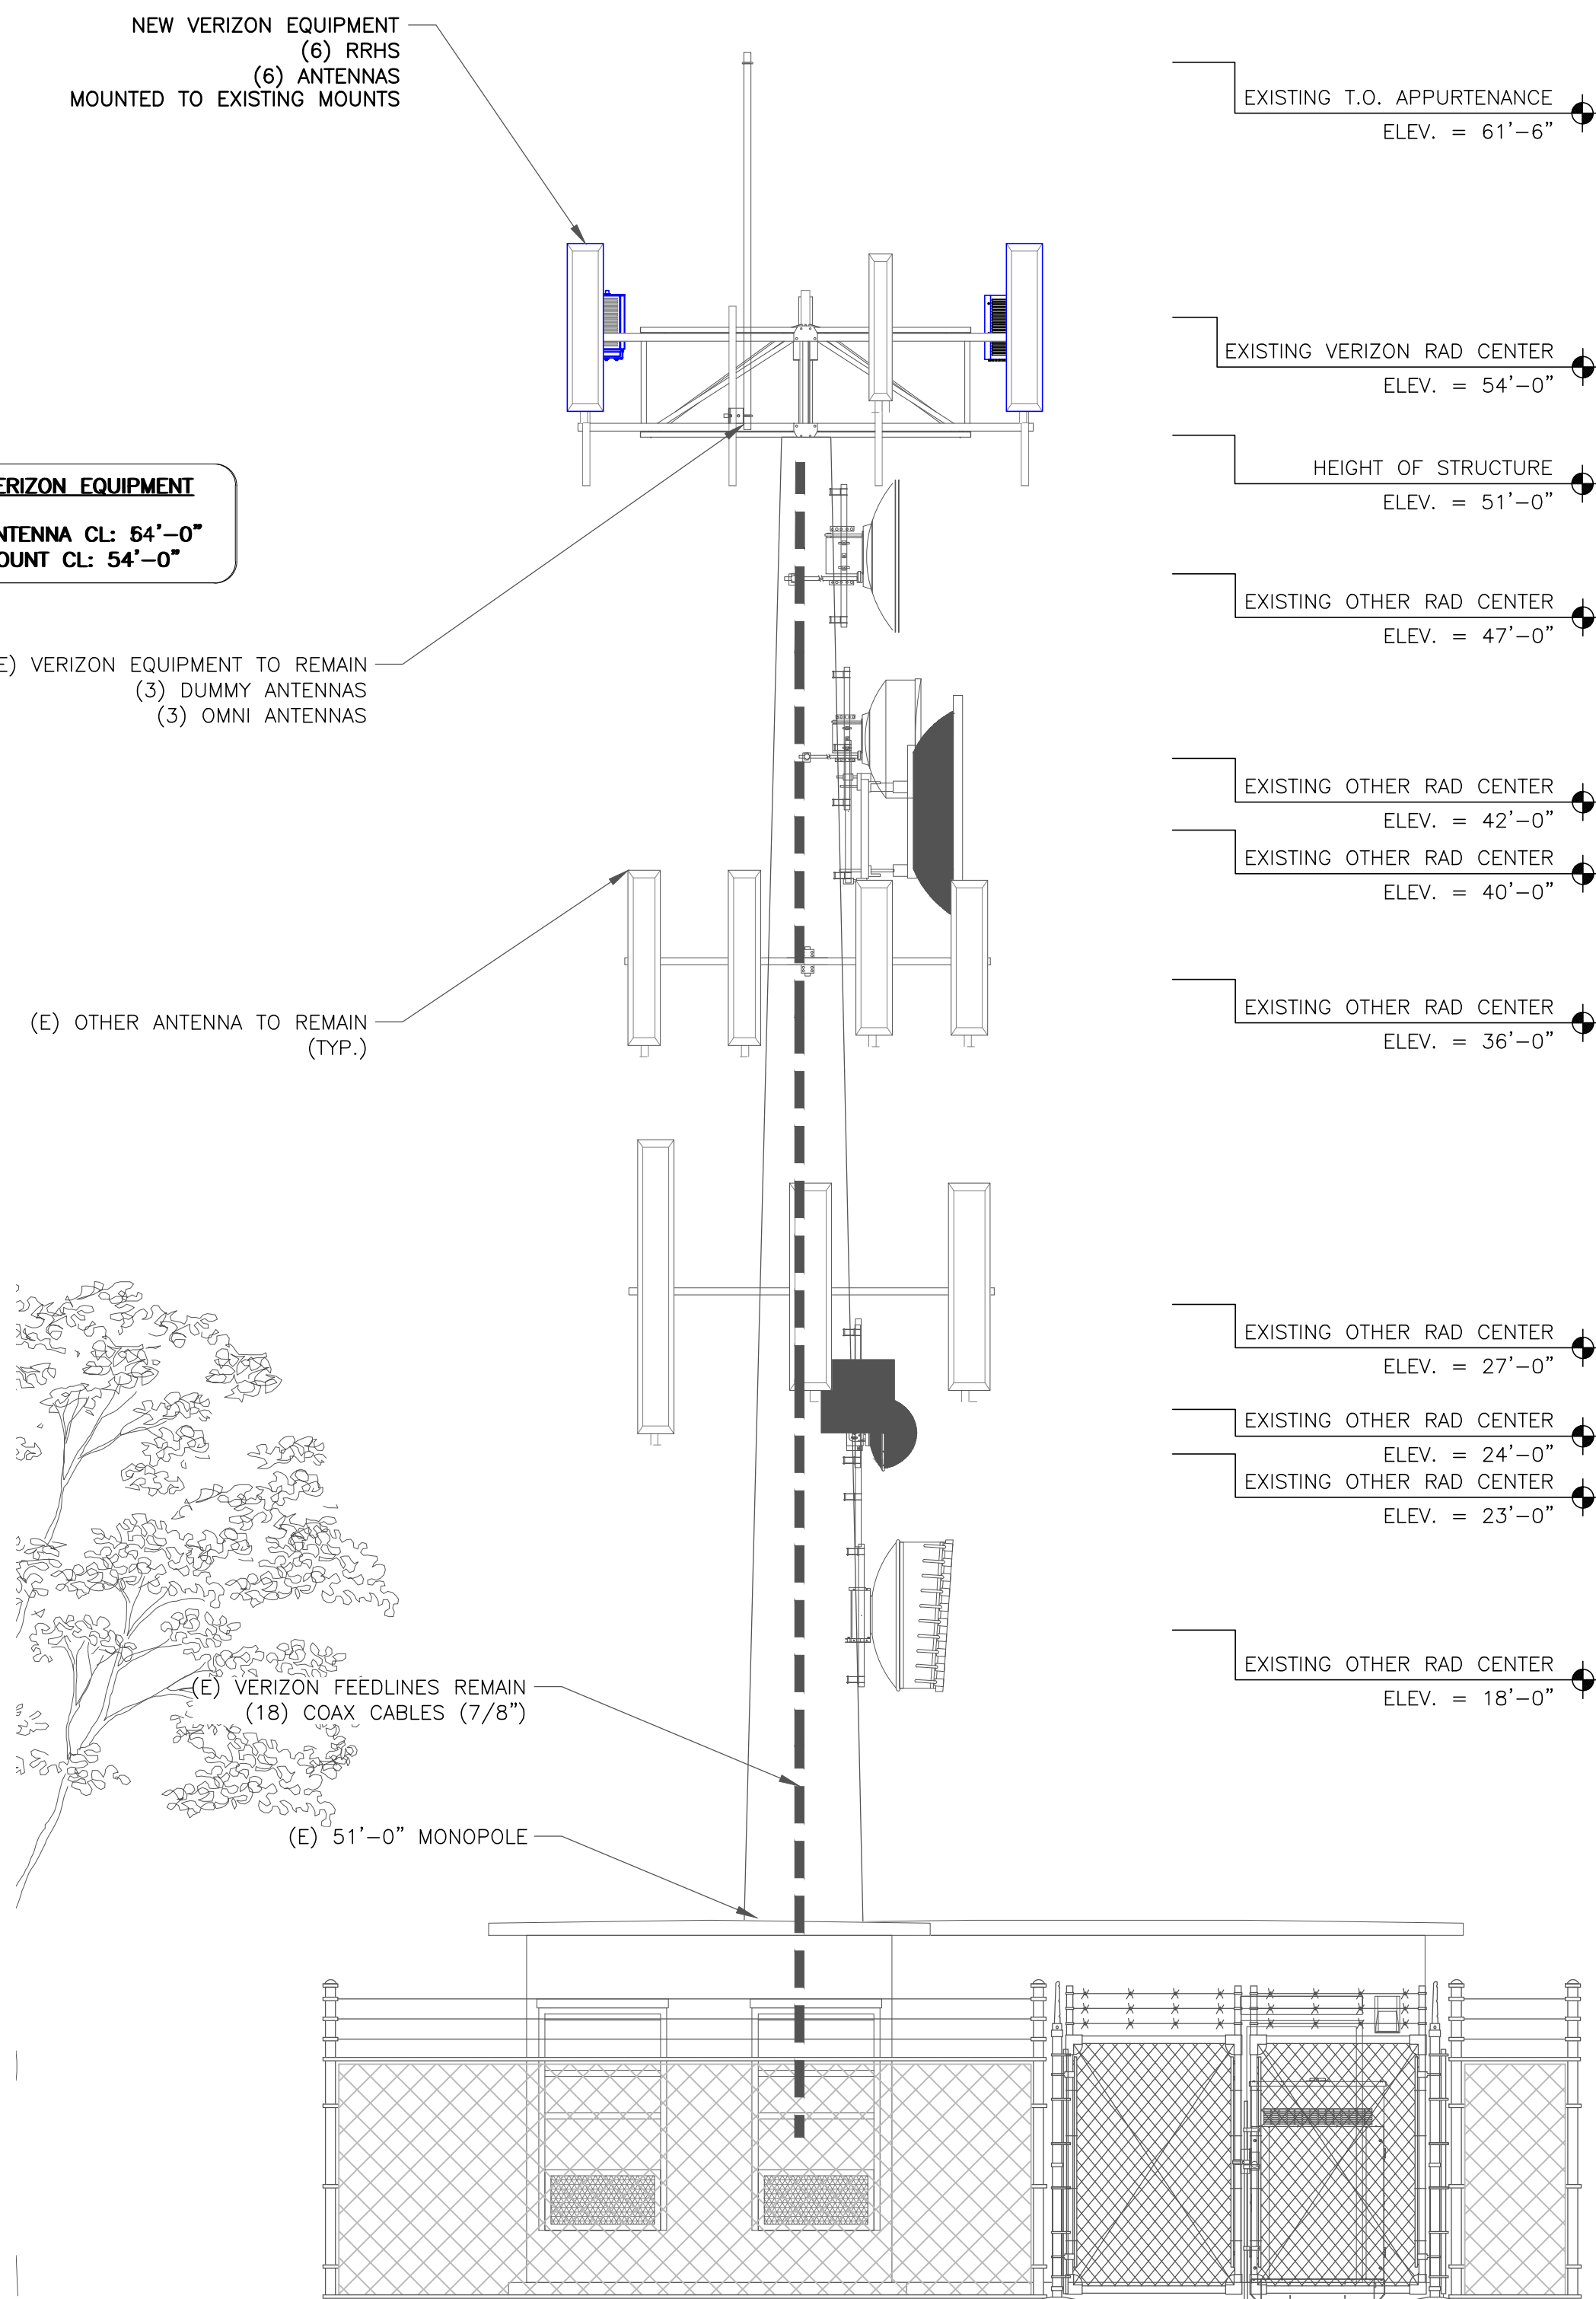 NEW VERIZON EQUIPMENT
(6) RRHS
(6) ANTENNAS
MOUNTED TO EXISTING MOUNTS
EXISTING T.O. APPURTENANCE
ELEV. = 61'-6"
EXISTING VERIZON RAD CENTER
ELEV. = 54'-0"
ERIZON EQUIPMENT
NTENNA CL: 54'-0"
OUNT CL: 54'-0"
HEIGHT OF STRUCTURE
ELEV. = 51'-0"
EXISTING OTHER RAD CENTER
ELEV. = 47'-0"
E) VERIZON EQUIPMENT TO REMAIN
(3) DUMMY ANTENNAS
(3) OMNI ANTENNAS
EXISTING OTHER RAD CENTER
ELEV. = 42'-0"
EXISTING OTHER RAD CENTER
ELEV. = 40'-0"
(E) OTHER ANTENNA TO REMAIN
(TYP.)
EXISTING OTHER RAD CENTER
ELEV. = 36'-0"
EXISTING OTHER RAD CENTER
ELEV. = 27'-0"
EXISTING OTHER RAD CENTER
ELEV. = 24'-0"
EXISTING OTHER RAD CENTER
ELEV. = 23'-0"
EXISTING OTHER RAD CENTER
ELEV. = 18'-0"
(E) VERIZON FEEDLINES REMAIN
(18) COAX CABLES (7/8")
(E) 51'-0" MONOPOLE